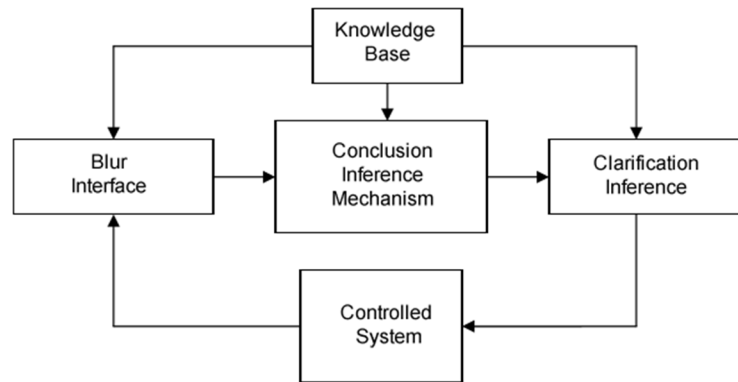 Knowledge
Base
Blur
Interface
Conclusion
Inference
Mechanism
Clarification
Inference
Controlled
System